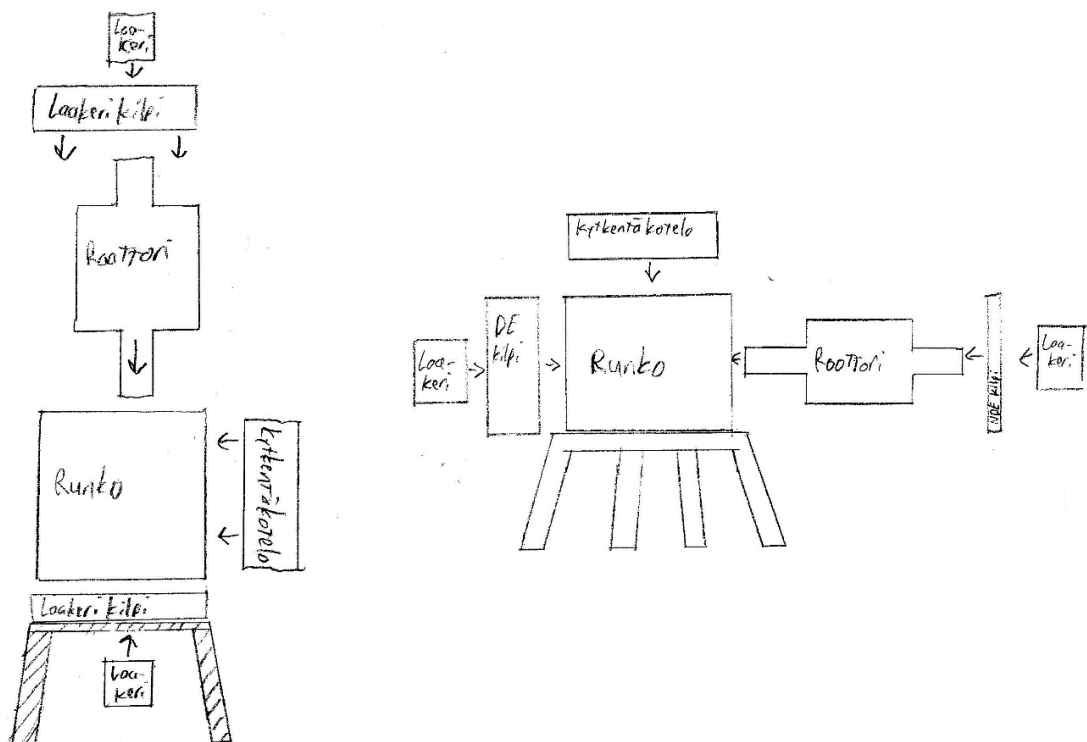 Laa-
keri
Laakerikilpi
Roottori
Runko
Kytkentäkotelo
Laakerikilpi
Laa-
keri
Kytkentäkotelo
Laa-
keri
DE
kilpi
Runko
Roottori
NDE kilpi
Laa-
keri